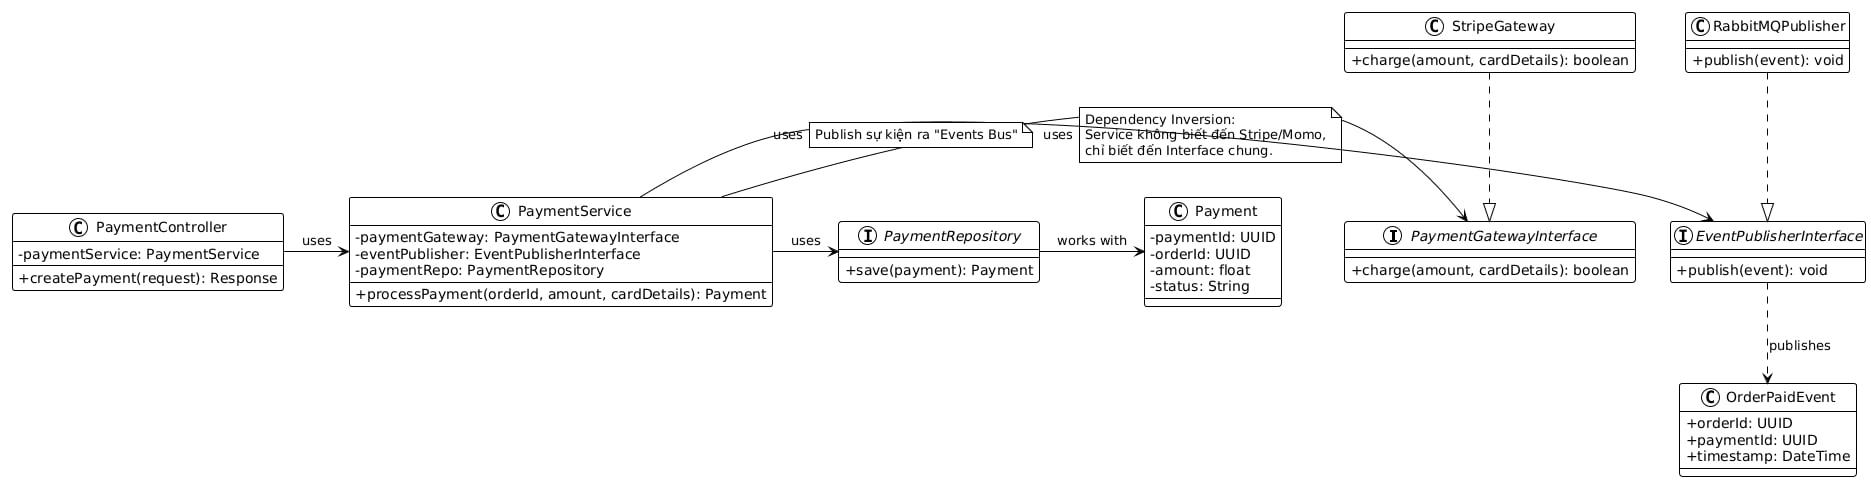 StripeGateway
+charge(amount, cardDetails): boolean
RabbitMQPublisher
+publish(event): void
uses
Publish sự kiện ra "Events Bus"
uses
Dependency Inversion:
Service không biết đến Stripe/Momo,
chỉ biết đến Interface chung.
PaymentController
-paymentService: PaymentService
+createPayment(request): Response
uses
PaymentService
-paymentGateway: PaymentGatewayInterface
-eventPublisher: EventPublisherInterface
-paymentRepo: PaymentRepository
+processPayment(orderId, amount, cardDetails): Payment
uses
PaymentRepository
+save(payment): Payment
works with
Payment
-paymentId: UUID
-orderId: UUID
-amount: float
-status: String
PaymentGatewayInterface
+charge(amount, cardDetails): boolean
EventPublisherInterface
+publish(event): void
publishes
OrderPaidEvent
+orderId: UUID
+paymentId: UUID
+timestamp: DateTime